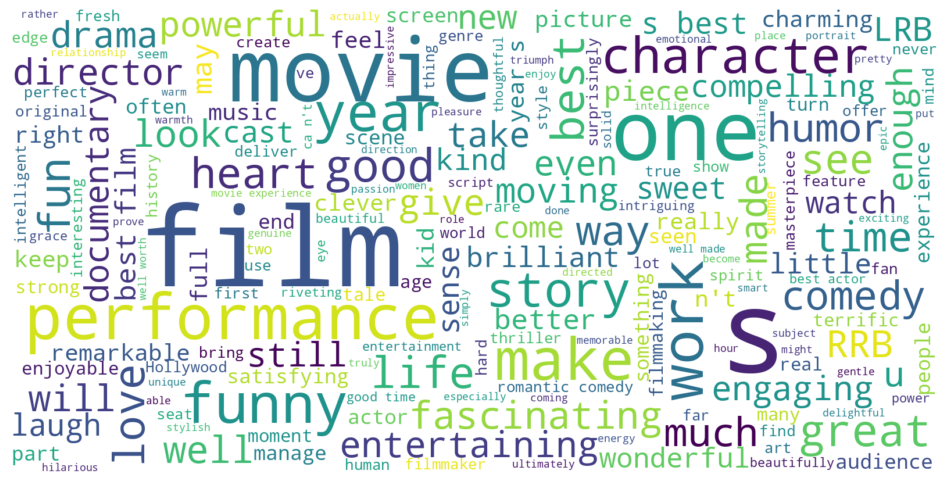 rather
fresh
edge
drama
powerful
screen
new
picture
s best
charming
LRB
actually
relationship
seem
create
feel
genre
thing
impressive
thoughtful
years
emotional
place
portrait
never
pretty
director
may
movie
ve
triumph
enjoy
style
best
surprisingly
character
perfect
warm
original
often
music
year
piece
compelling
enough
mind
put
right
warmth
look
cast
ca n't
pleasure
scene
take
solid
intelligence
one
turn
offer
intelligent
fun
interesting
documentary
deliver
direction
kind
even
true
show
storytelling
epic
humor
heart
good
script
moving
sweet
made
masterpiece
see
feature
history
movie experience
passion
women
clever
give
rare
intriguing
watch
experience
grace
best film
film
end
beautiful
role
done
way
really
seen
summer
time
exciting
keep
prove
genuine
eye
kid
world
come
well made
become
strong
well worth
full
two
use
sense
brilliant
lot
spirit
best actor
little
fan
first
riveting
tale
age
story
directed
something
filmmaking
work
n't
smart
comedy
performance
simply
better
s
terrific
people
remarkable
bring
still
entertainment
hard
thriller
memorable
make
hour
subject
might
RRB
enjoyable
Hollywood
satisfying
truly
life
real
gentle
u
power
will
love
unique
able
funny
good time
especially
coming
romantic comedy
engaging
laugh
seat
stylish
actor
fascinating
far
many
delightful
great
part
well
moment
manage
entertaining
energy
much
find
art
hilarious
human
filmmaker
ultimately
wonderful
beautifully
audience